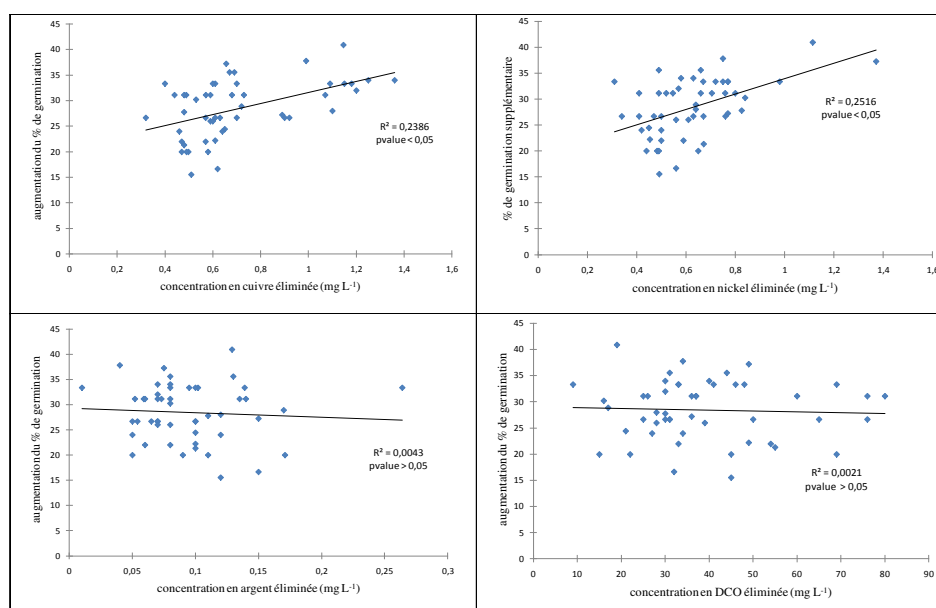 45
40
35
30
25
20
15
10
5
0
augmentation du % de germination
R² = 0,2386
pvalue < 0,05
0 0,2 0,4 0,6 0,8 1 1,2 1,4 1,6
concentration en cuivre éliminée (mg L⁻¹)
45
40
35
30
25
20
15
10
5
0
% de germination supplémentaire
R² = 0,2516
pvalue < 0,05
0 0,2 0,4 0,6 0,8 1 1,2 1,4 1,6
concentration en nickel éliminée (mg L⁻¹)
45
40
35
30
25
20
15
10
5
0
augmentation du % de germination
R² = 0,0043
pvalue > 0,05
0 0,05 0,1 0,15 0,2 0,25 0,3
concentration en argent éliminée (mg L⁻¹)
45
40
35
30
25
20
15
10
5
0
augmentation du % de germination
R² = 0,0021
pvalue > 0,05
0 10 20 30 40 50 60 70 80 90
concentration en DCO éliminée (mg L⁻¹)